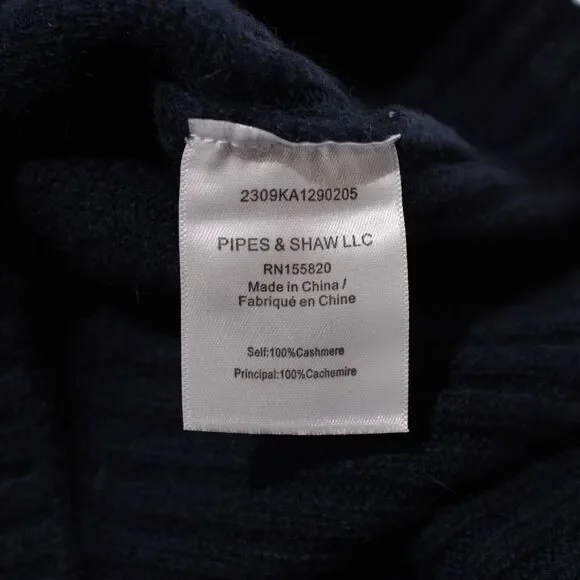 2309KA1290205
PIPES & SHAW LLC
RN155820
Made in China /
Fabriqué en Chine
Self:100%Cashmere
Principal:100%Cachemire